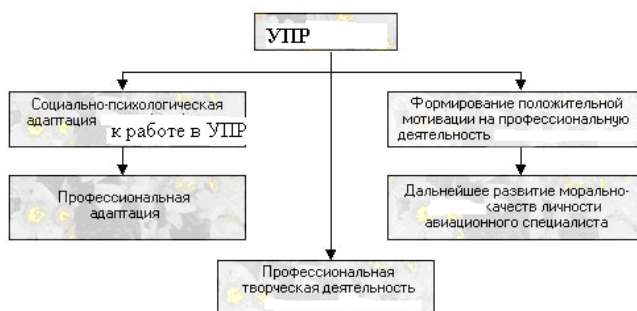 УПР
Социально-психологическая
адаптация
к работе в УПР
Формирование положительной
мотивации на профессиональную
деятельность
Профессиональная
адаптация
Дальнейшее развитие морально-
качеств личности
авиационного специалиста
Профессиональная
творческая деятельность